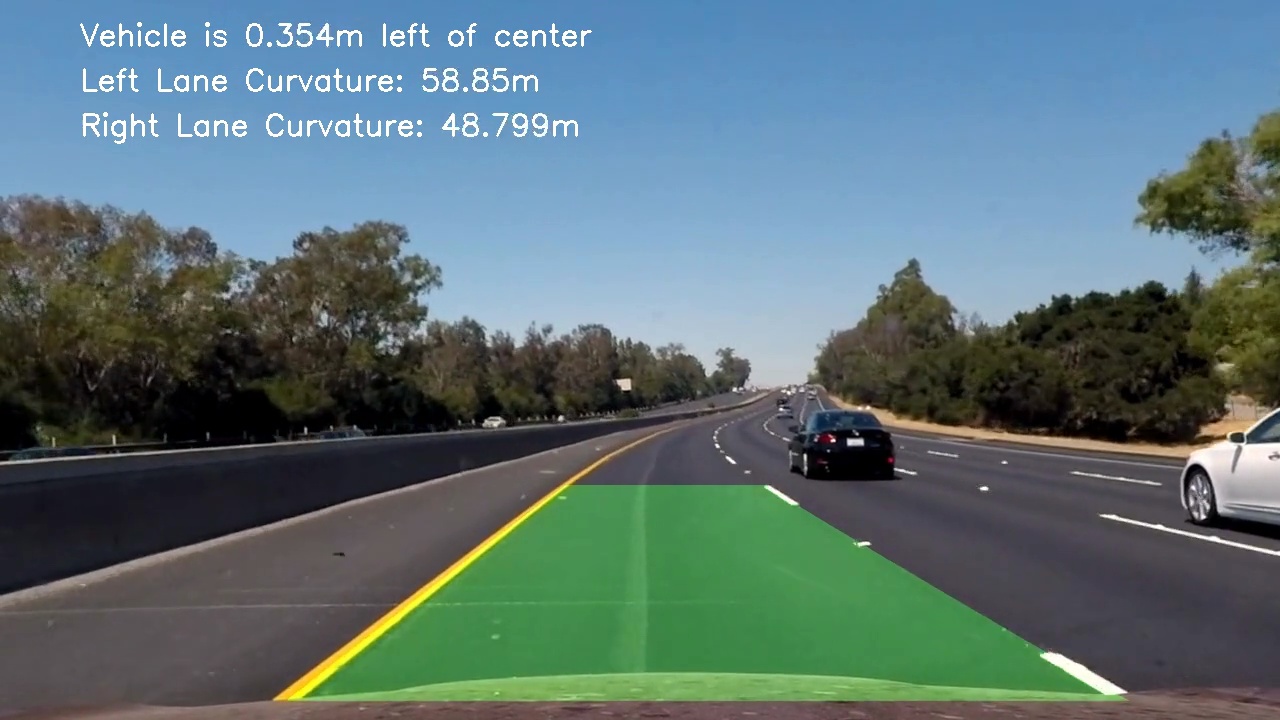 Vehicle is 0.354m left of center
Left Lane Curvature: 58.85m
Right Lane Curvature: 48.799m